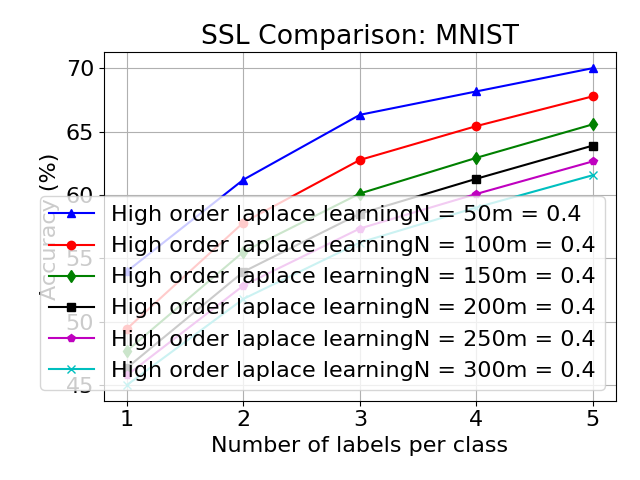 SSL Comparison: MNIST
70
65
60
55
50
45
Accuracy (%)
High order laplace learningN = 50m = 0.4
High order laplace learningN = 100m = 0.4
High order laplace learningN = 150m = 0.4
High order laplace learningN = 200m = 0.4
High order laplace learningN = 250m = 0.4
High order laplace learningN = 300m = 0.4
1 2 3 4 5
Number of labels per class